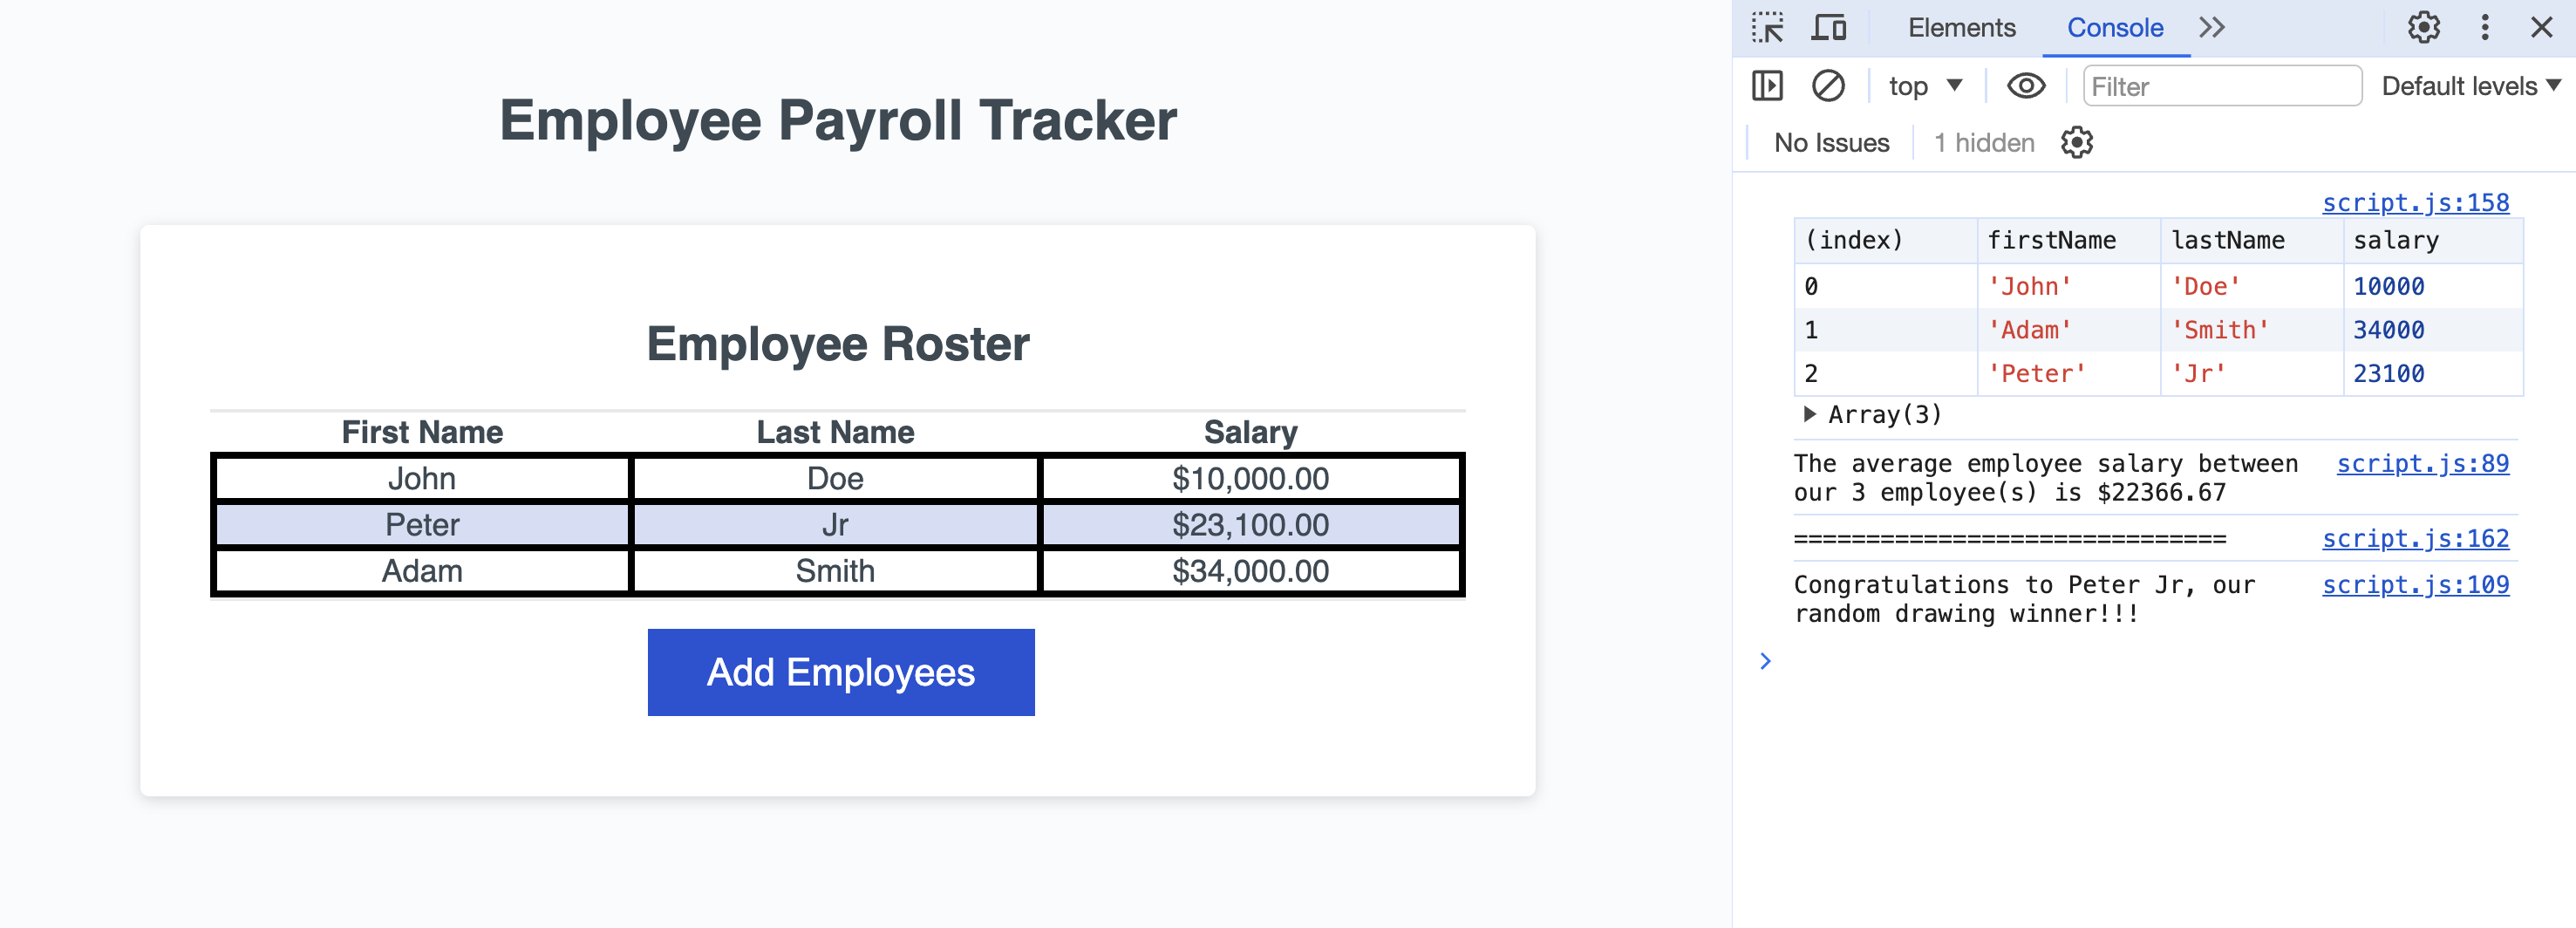 Employee Payroll Tracker
Employee Roster
First Name Last Name Salary
John Doe $10,000.00
Peter Jr $23,100.00
Adam Smith $34,000.00
Add Employees
Elements Console
top Filter Default levels
No Issues 1 hidden
script.js:158
(index) firstName lastName salary
0 'John' 'Doe' 10000
1 'Adam' 'Smith' 34000
2 'Peter' 'Jr' 23100
Array(3)
The average employee salary between script.js:89
our 3 employee(s) is $22366.67
============================== script.js:162
Congratulations to Peter Jr, our script.js:109
random drawing winner!!!